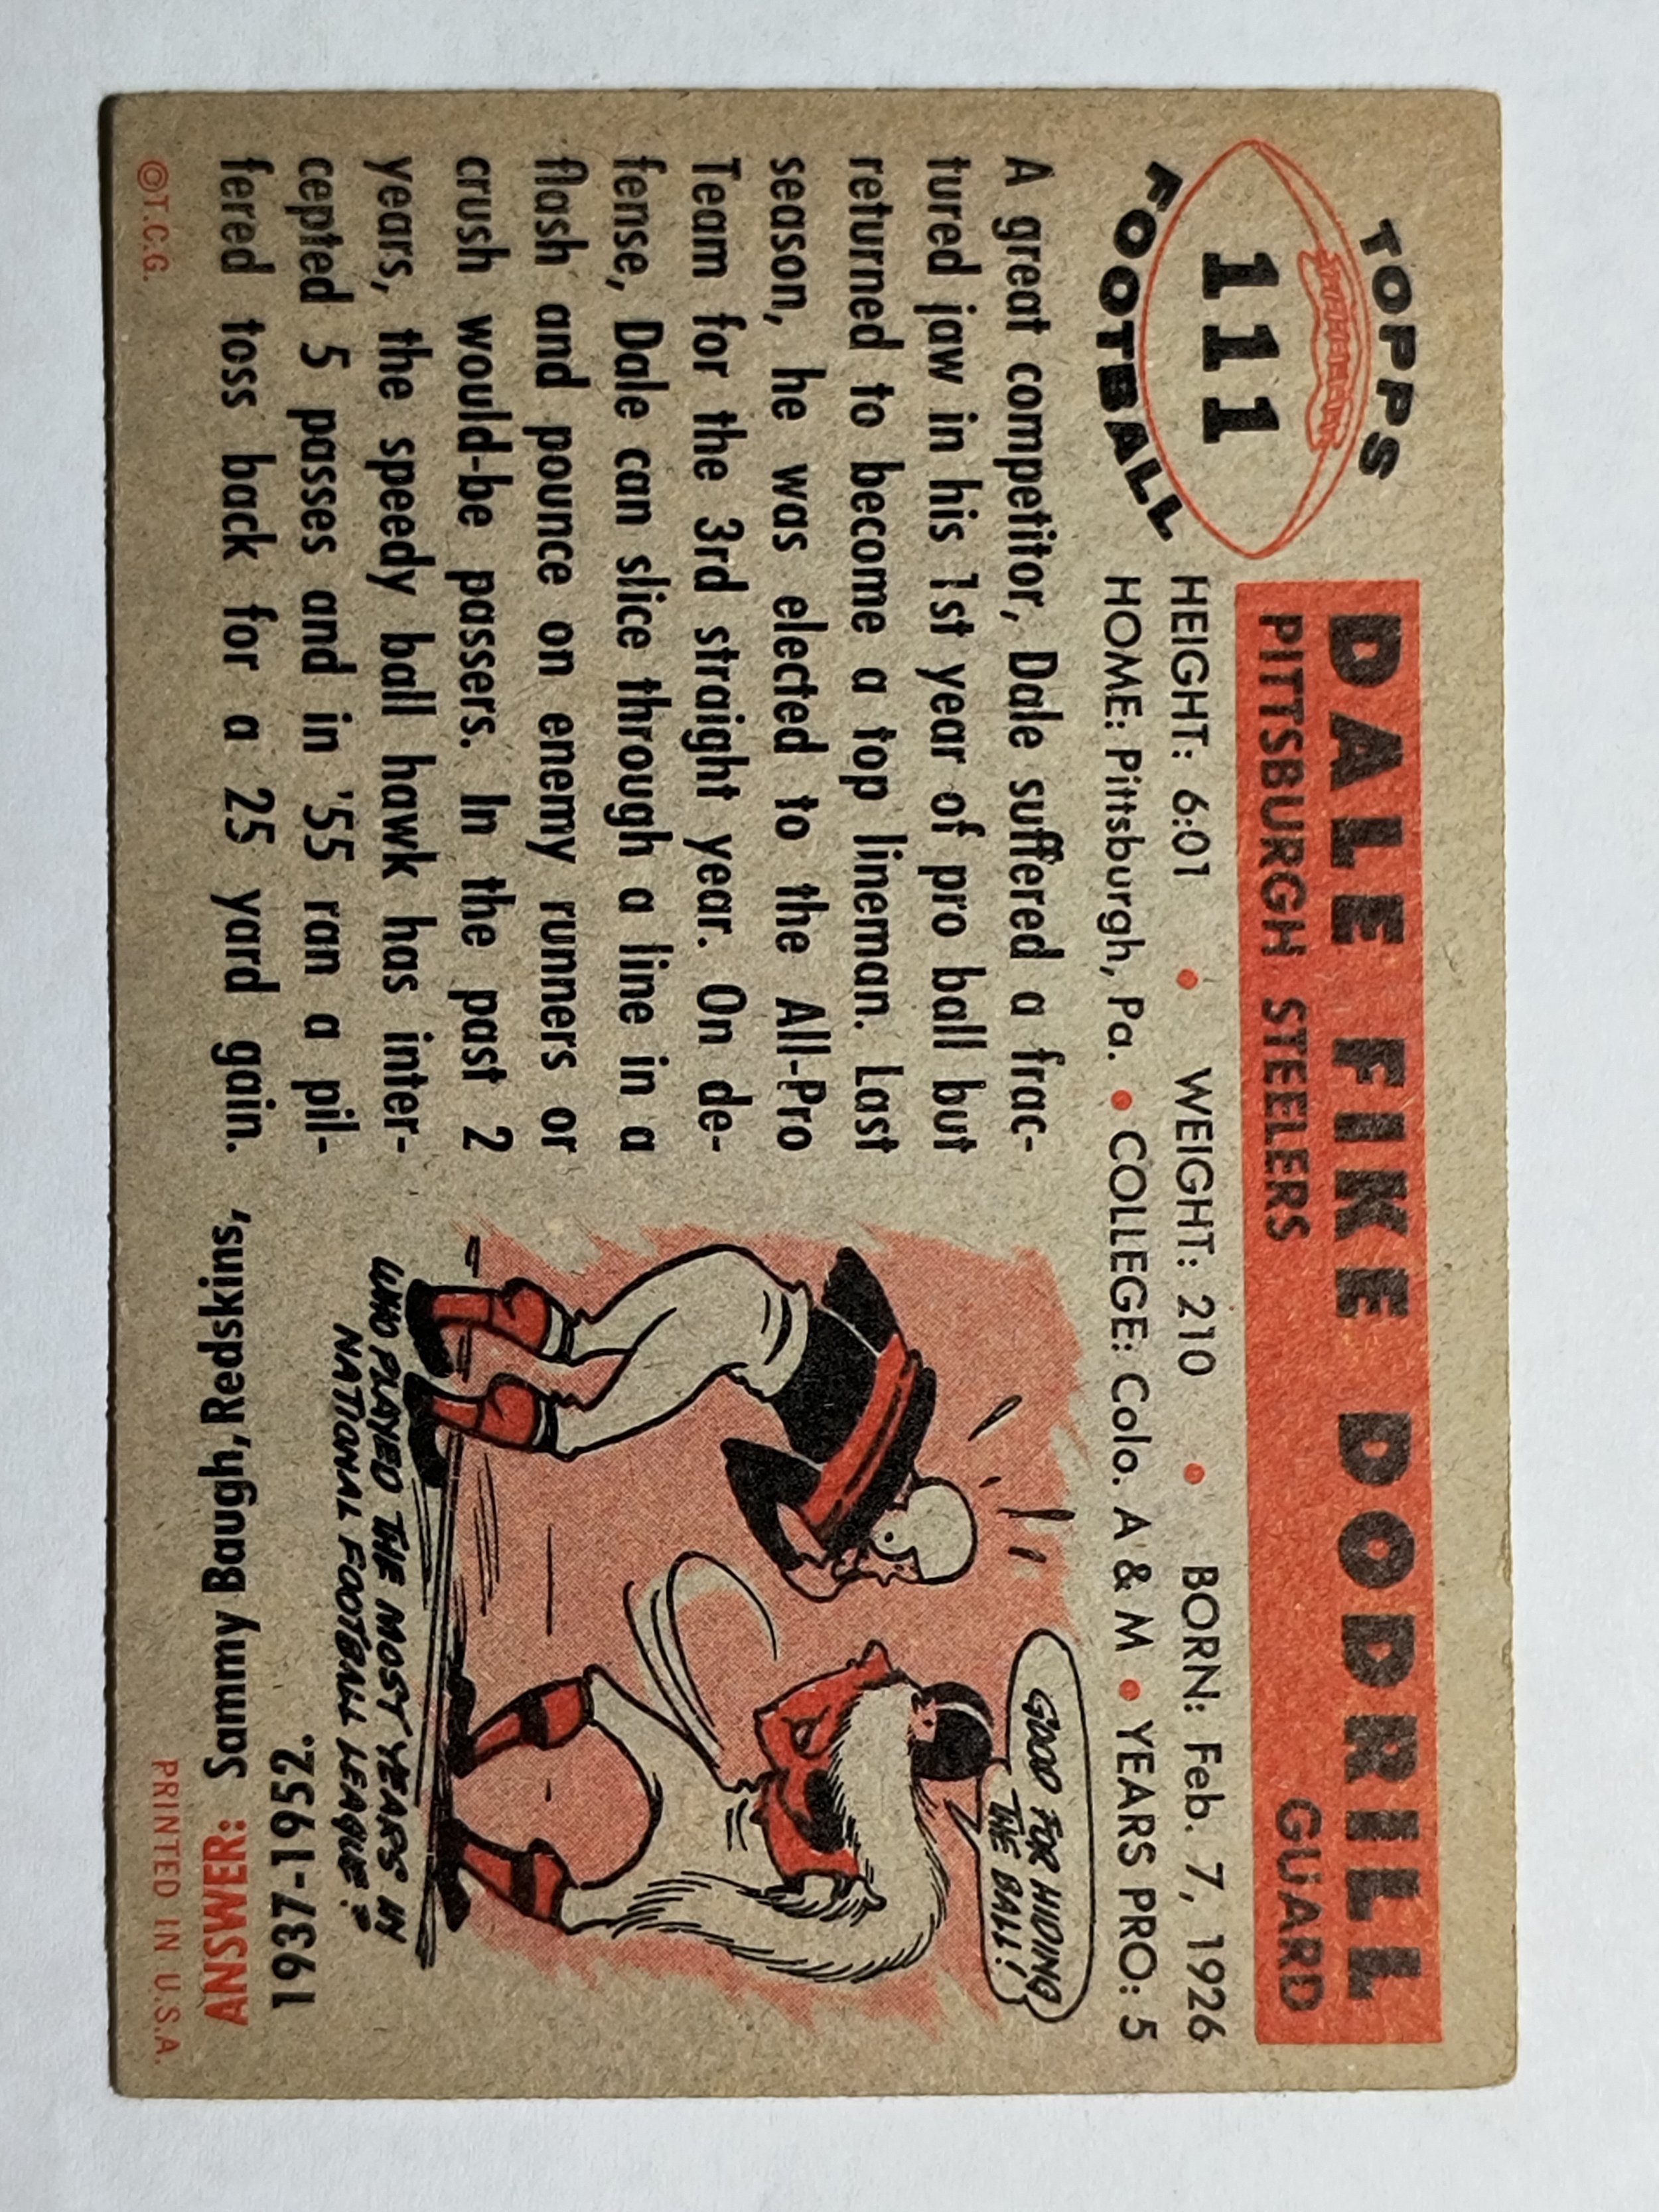 TOPPS
111
FOOTBALL
DALE FIKE DODRILL
PITTSBURGH STEELERS GUARD
HEIGHT: 6:01 • WEIGHT: 210 • BORN: Feb. 7, 1926
HOME: Pittsburgh, Pa. • COLLEGE: Colo. A & M • YEARS PRO: 5
A great competitor, Dale suffered a frac-
tured jaw in his 1st year of pro ball but
returned to become a top lineman. Last
season, he was elected to the All-Pro
Team for the 3rd straight year. On de-
fense, Dale can slice through a line in a
flash and pounce on enemy runners or
crush would-be passers. In the past 2
years, the speedy ball hawk has inter-
cepted 5 passes and in '55 ran a pil-
fered toss back for a 25 yard gain.
GOOD FOR HIDING
THE BALL!
WHO PLAYED THE MOST YEARS IN
NATIONAL FOOTBALL LEAGUE?
ANSWER: Sammy Baugh, Redskins,
1937-1952.
©T.C.G.
PRINTED IN U.S.A.